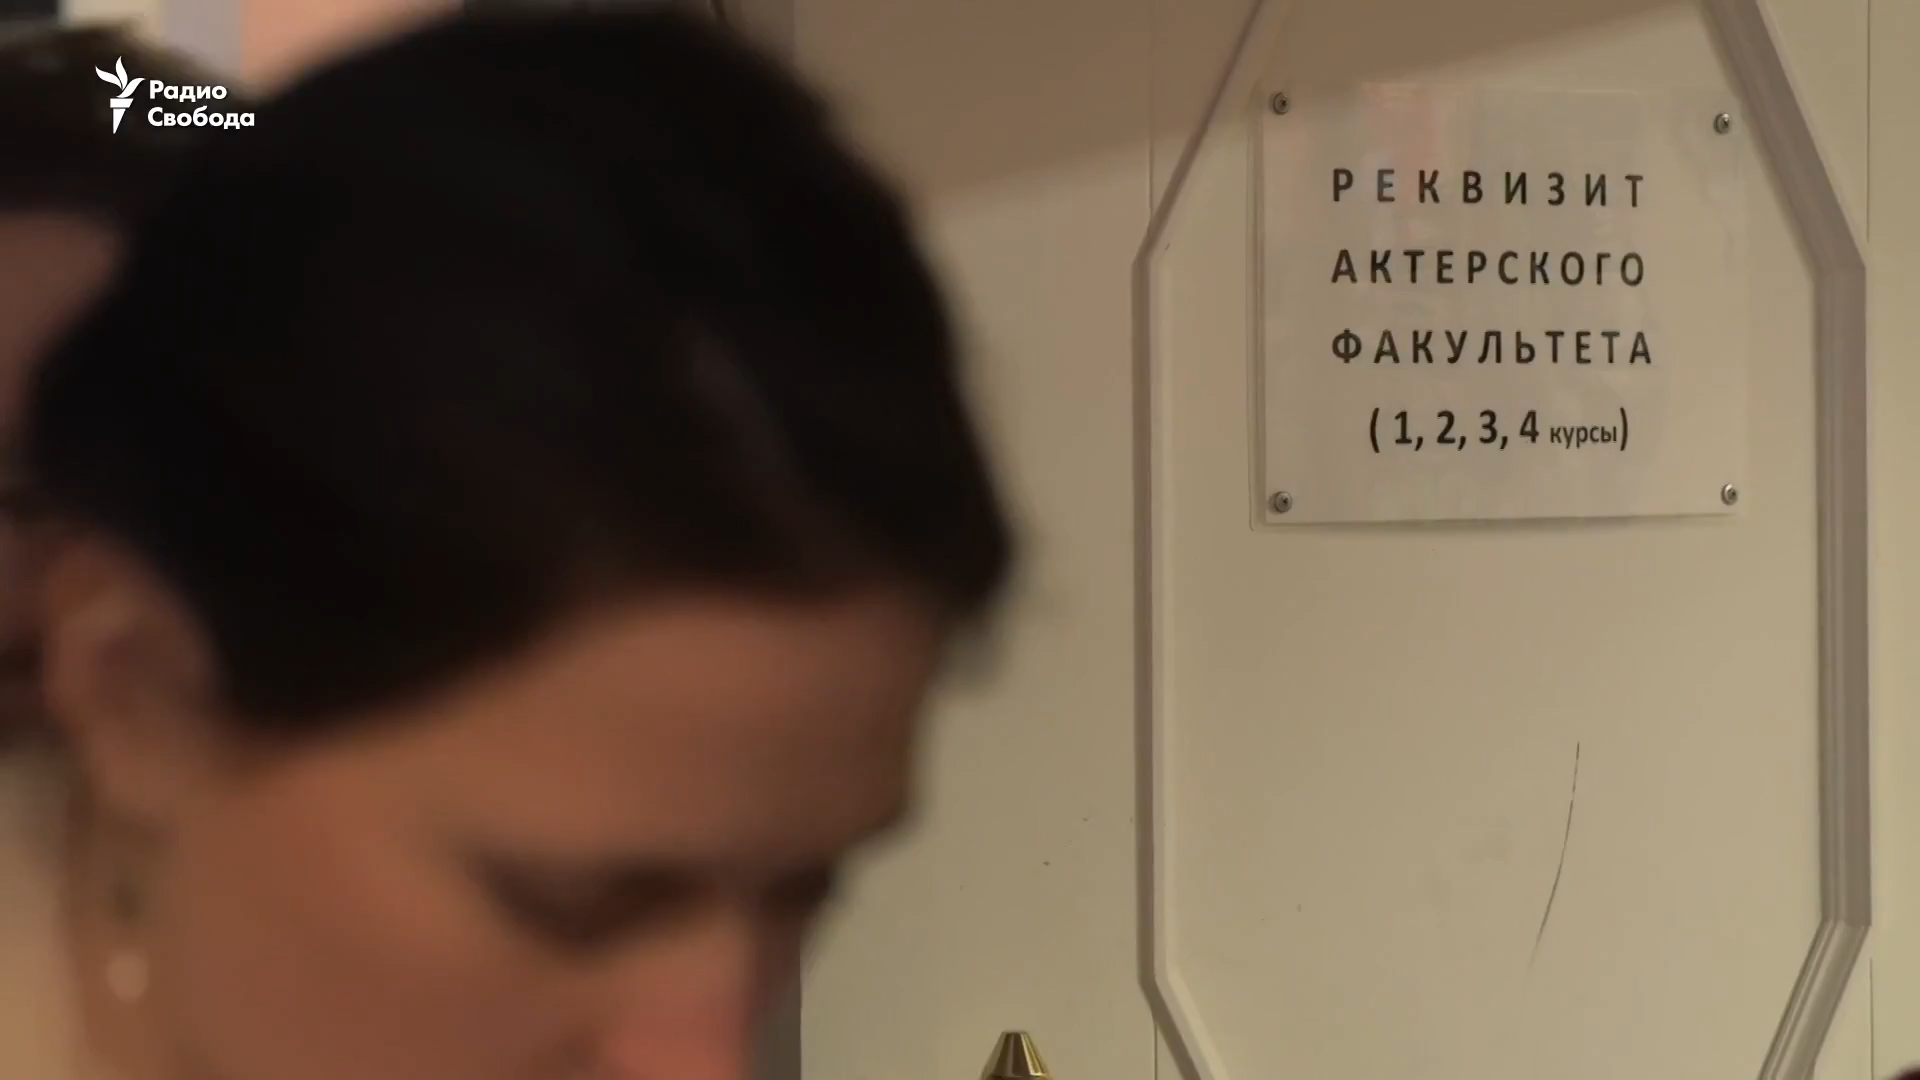 Радио
Свобода
РЕКВИЗИТ
АКТЕРСКОГО
ФАКУЛЬТЕТА
( 1, 2, 3, 4 курсы)